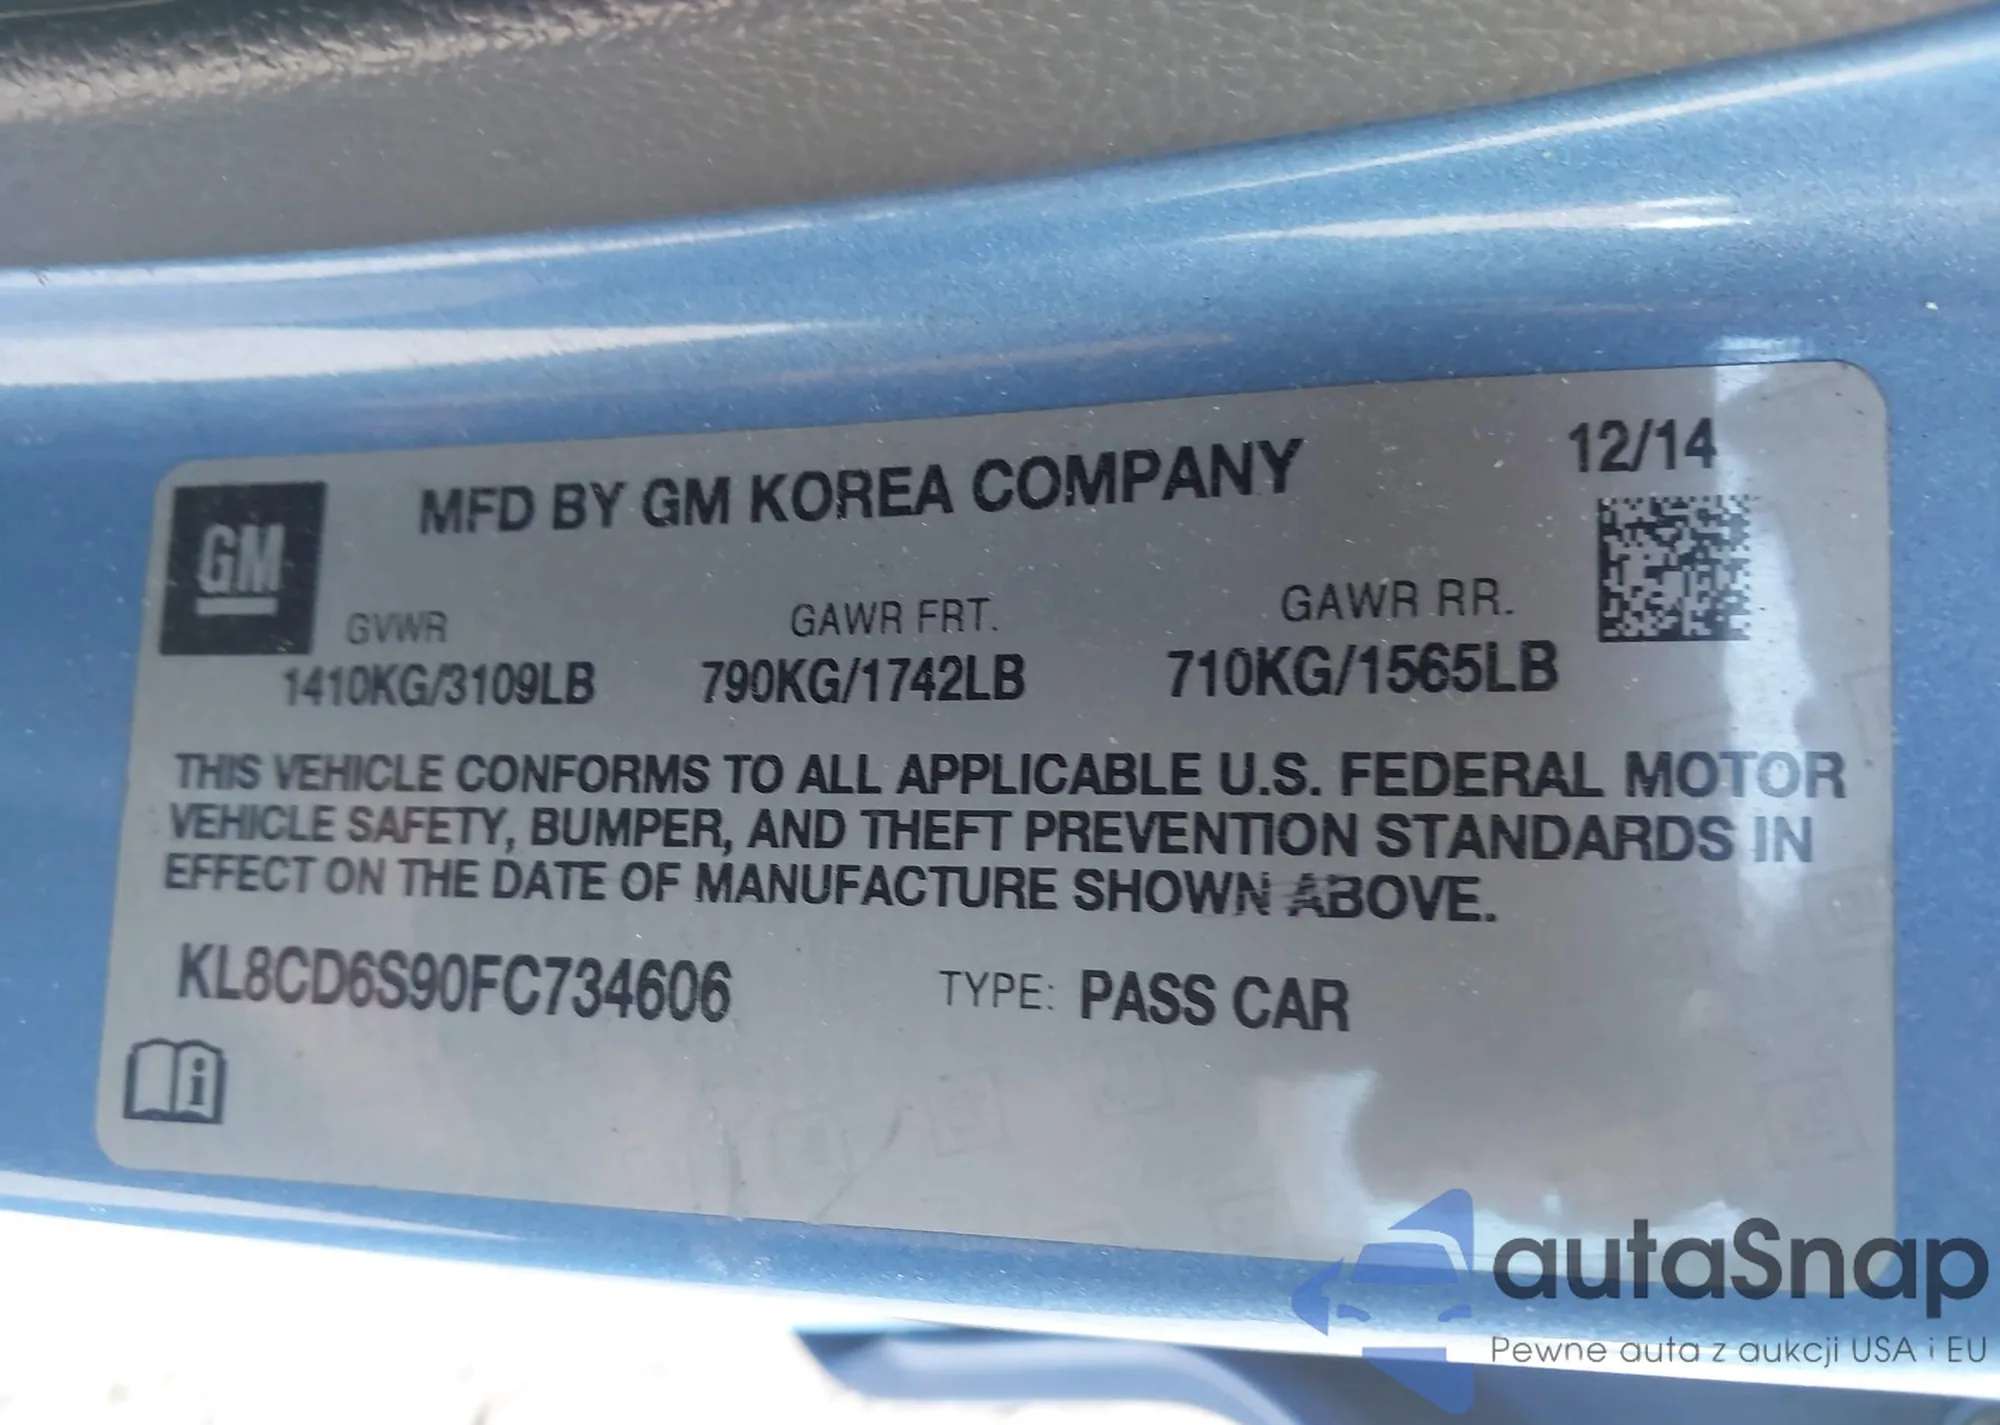 MFD BY GM KOREA COMPANY
12/14
GM
GVWR
GAWR FRT.
GAWR RR.
1410KG/3109LB
790KG/1742LB
710KG/1565LB
THIS VEHICLE CONFORMS TO ALL APPLICABLE U.S. FEDERAL MOTOR
VEHICLE SAFETY, BUMPER, AND THEFT PREVENTION STANDARDS IN
EFFECT ON THE DATE OF MANUFACTURE SHOWN ABOVE.
KL8CD6S90FC734606
TYPE: PASS CAR
i
autaSnap
Pewne auta z aukcji USA i EU